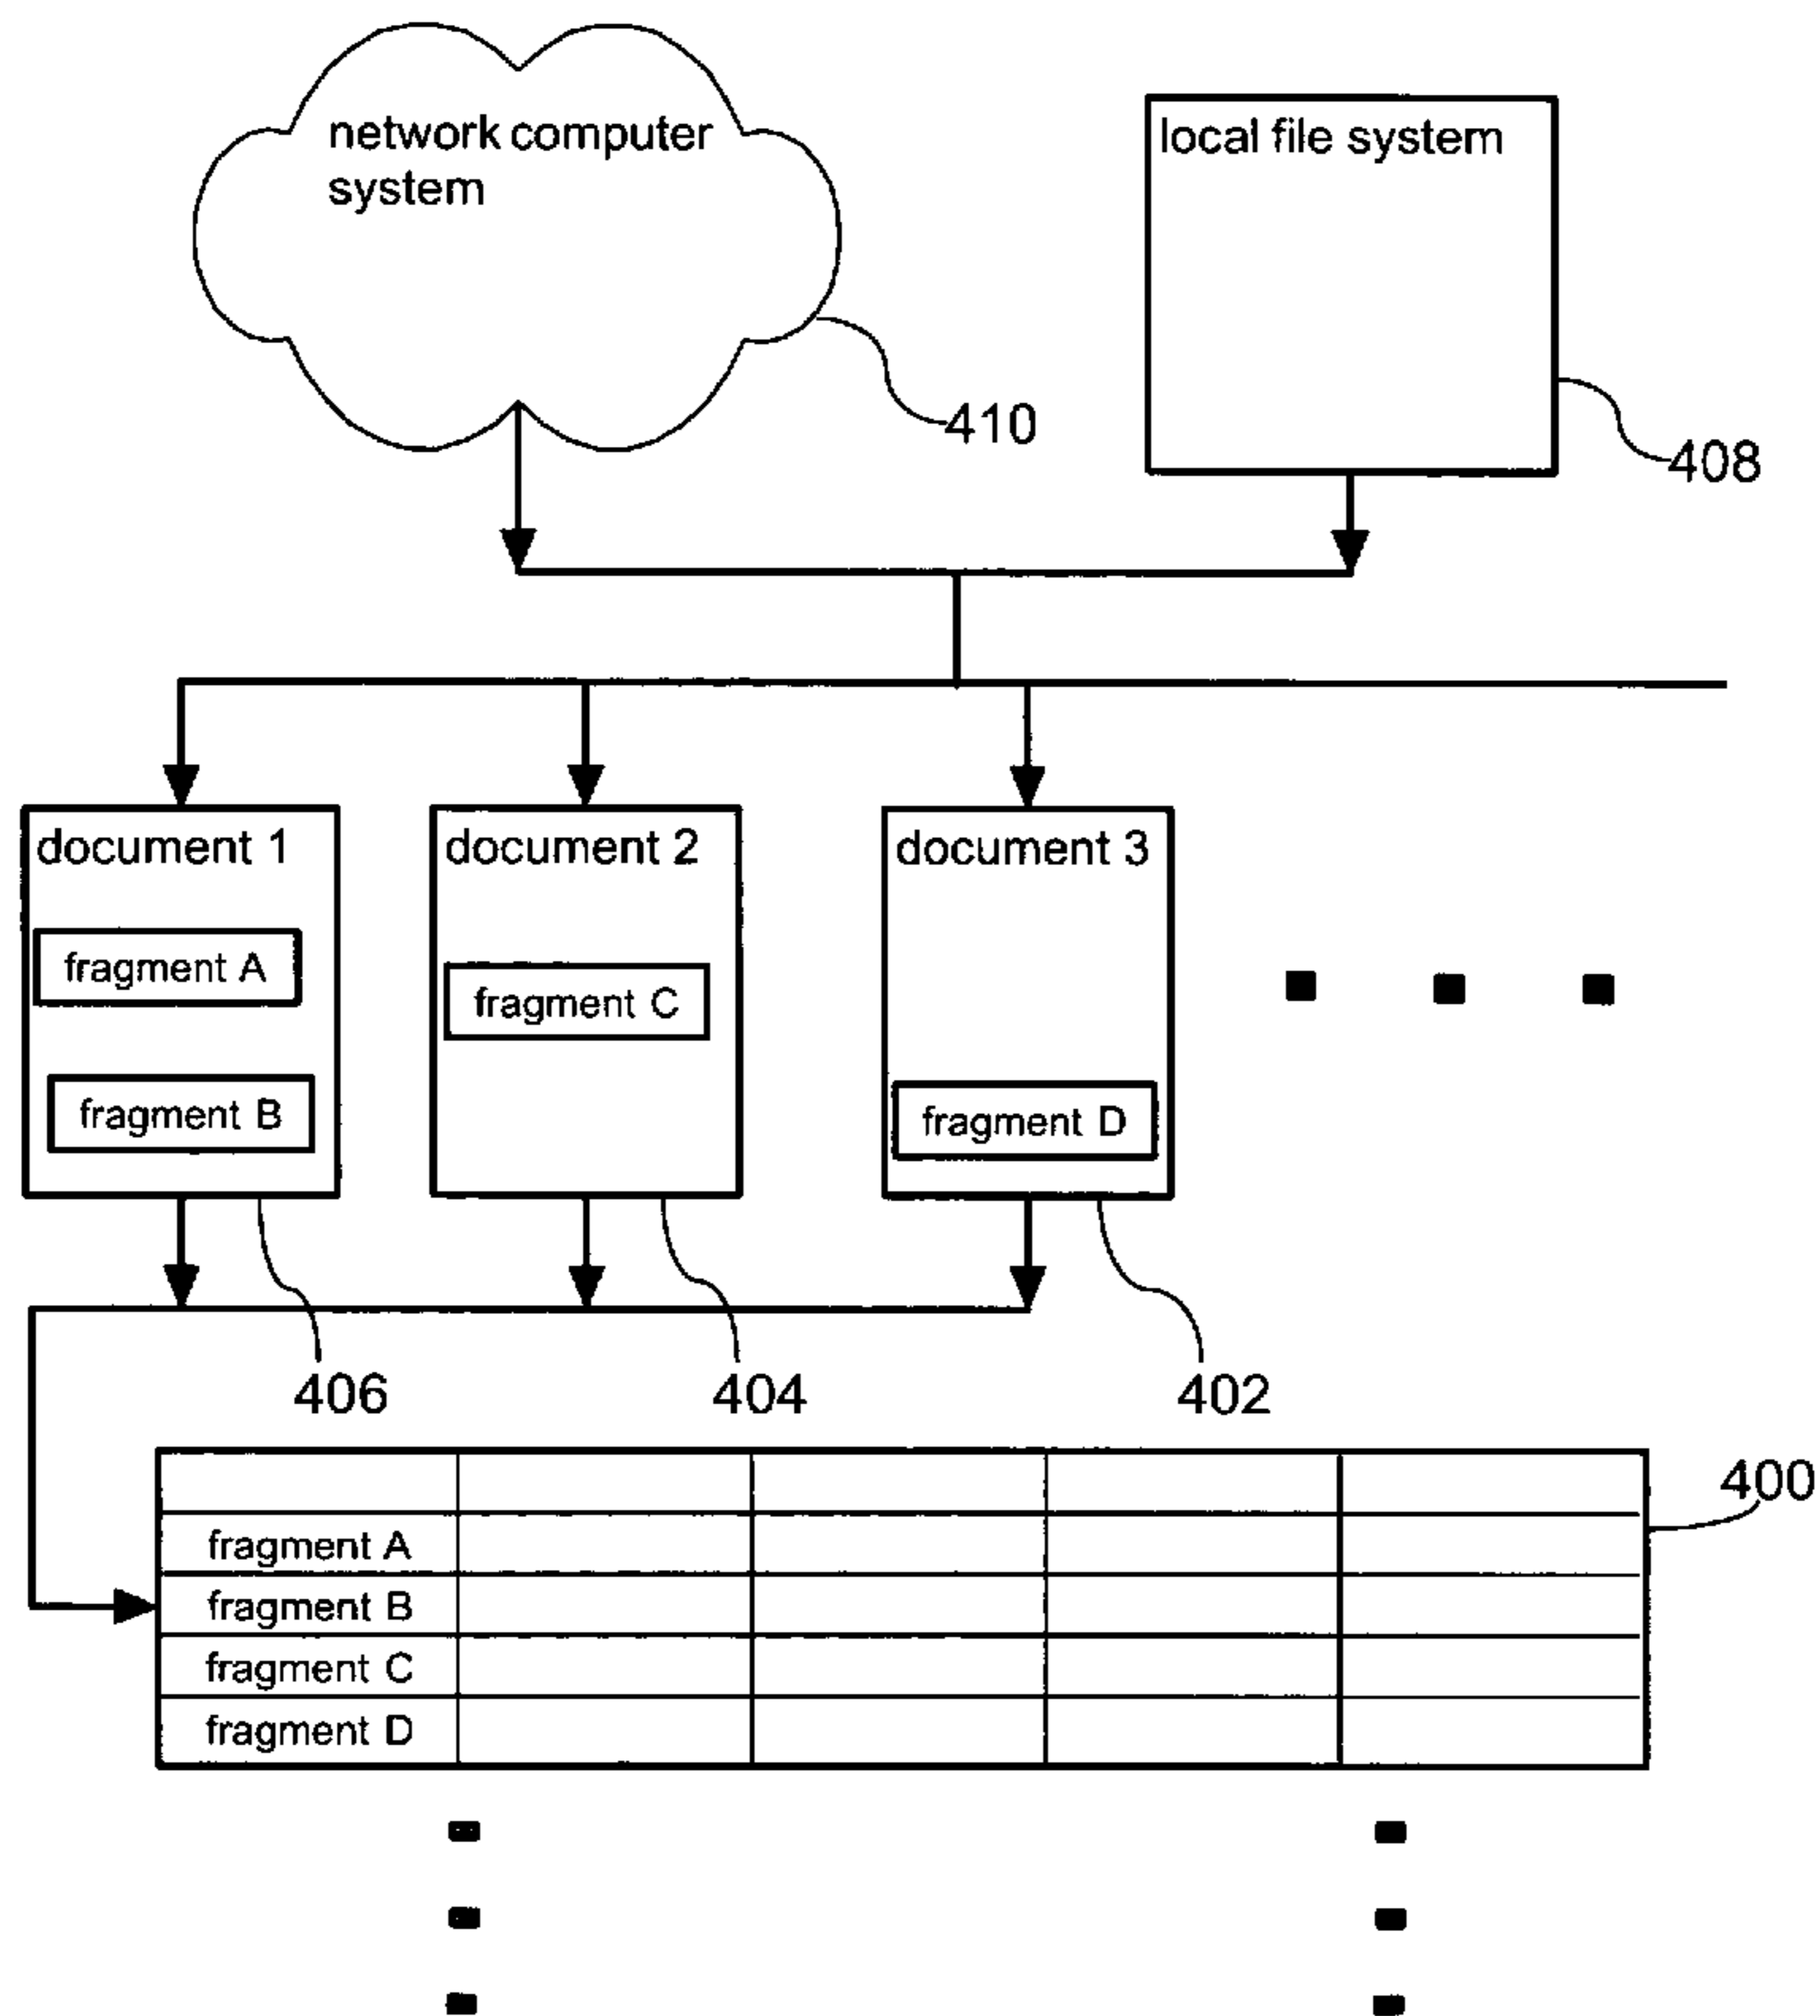 network computer
system
local file system
410
408
document 1
document 2
document 3
fragment A
fragment C
fragment B
fragment D
406
404
402
400
fragment A
fragment B
fragment C
fragment D